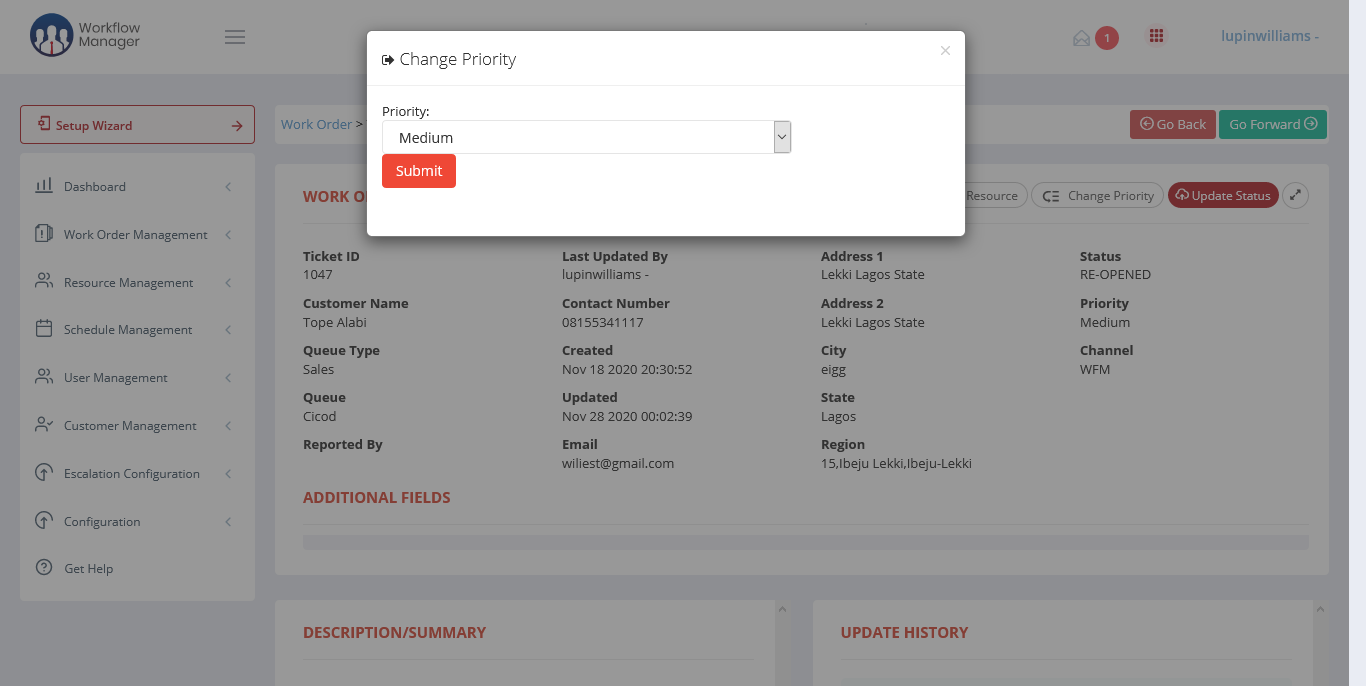 Workflow
Manager
1
lupinwilliams -
Change Priority
×
Priority:
Medium
Submit
Setup Wizard
Work Order >
Go Back
Go Forward
Dashboard
Work Order Management
Resource Management
Schedule Management
User Management
Customer Management
Escalation Configuration
Configuration
Get Help
WORK O
Resource
Change Priority
Update Status
Ticket ID
1047
Last Updated By
lupinwilliams -
Address 1
Lekki Lagos State
Status
RE-OPENED
Customer Name
Tope Alabi
Contact Number
08155341117
Address 2
Lekki Lagos State
Priority
Medium
Queue Type
Sales
Created
Nov 18 2020 20:30:52
City
eigg
Channel
WFM
Queue
Cicod
Updated
Nov 28 2020 00:02:39
State
Lagos
Reported By
Email
wiliest@gmail.com
Region
15,Ibeju Lekki,Ibeju-Lekki
ADDITIONAL FIELDS
DESCRIPTION/SUMMARY
UPDATE HISTORY